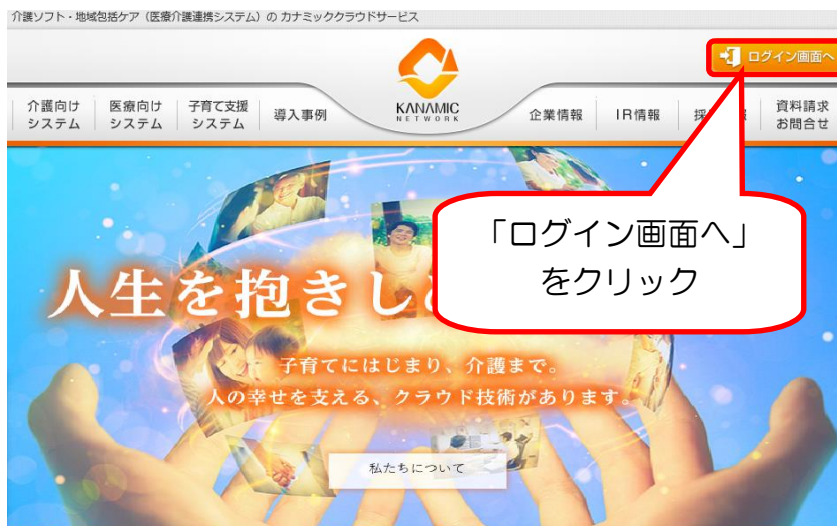 介護ソフト・地域包括ケア（医療介護連携システム）の カナミッククラウドサービス
ログイン画面へ
介護向け
システム
医療向け
システム
子育て支援
システム
導入事例
KANAMIC
NETWORK
企業情報
IR情報
採
資料請求
お問合せ
「ログイン画面へ」
をクリック
人生を抱きし
子育てにはじまり、介護まで。
人の幸せを支える、クラウド技術があります。
私たちについて